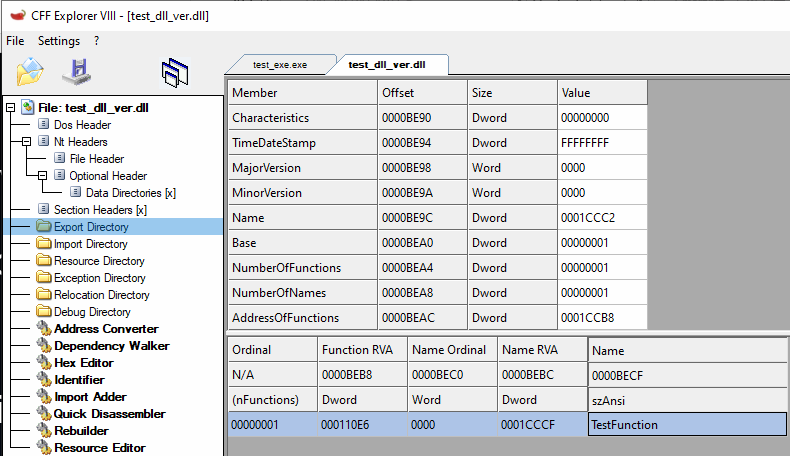 CFF Explorer VIII - [test_dll_ver.dll]
File Settings ?
test_exe.exe test_dll_ver.dll
File: test_dll_ver.dll
Dos Header
Nt Headers
File Header
Optional Header
Data Directories [x]
Section Headers [x]
Export Directory
Import Directory
Resource Directory
Exception Directory
Relocation Directory
Debug Directory
Address Converter
Dependency Walker
Hex Editor
Identifier
Import Adder
Quick Disassembler
Rebuilder
Resource Editor
Member Offset Size Value
Characteristics 0000BE90 Dword 00000000
TimeDateStamp 0000BE94 Dword FFFFFFFF
MajorVersion 0000BE98 Word 0000
MinorVersion 0000BE9A Word 0000
Name 0000BE9C Dword 0001CCC2
Base 0000BEA0 Dword 00000001
NumberOfFunctions 0000BEA4 Dword 00000001
NumberOfNames 0000BEA8 Dword 00000001
AddressOfFunctions 0000BEAC Dword 0001CCB8
Ordinal Function RVA Name Ordinal Name RVA Name
N/A 0000BEB8 0000BEC0 0000BEBC 0000BECF
(nFunctions) Dword Word Dword szAnsi
00000001 000110E6 0000 0001CCCF TestFunction